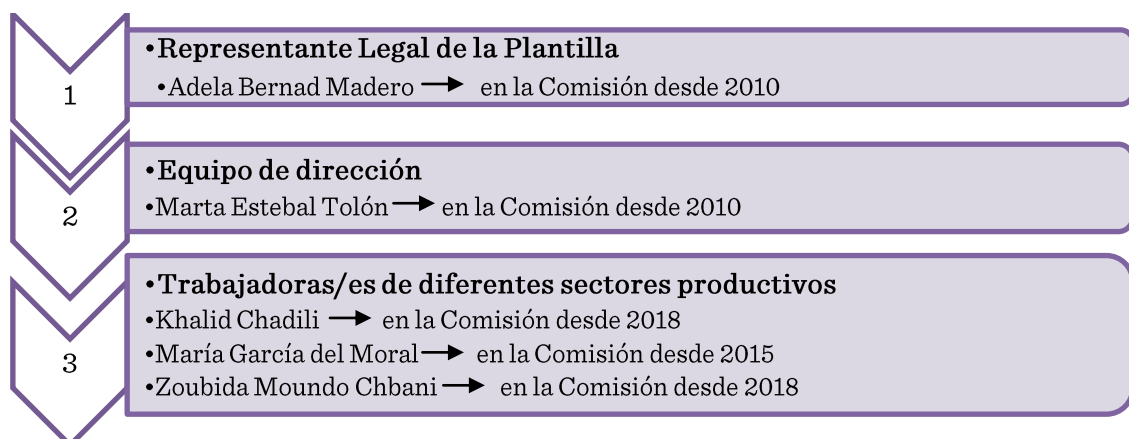 1
•Representante Legal de la Plantilla
•Adela Bernad Madero → en la Comisión desde 2010
2
•Equipo de dirección
•Marta Estebal Tolón → en la Comisión desde 2010
3
•Trabajadoras/es de diferentes sectores productivos
•Khalid Chadili → en la Comisión desde 2018
•María García del Moral → en la Comisión desde 2015
•Zoubida Moundo Chbani → en la Comisión desde 2018